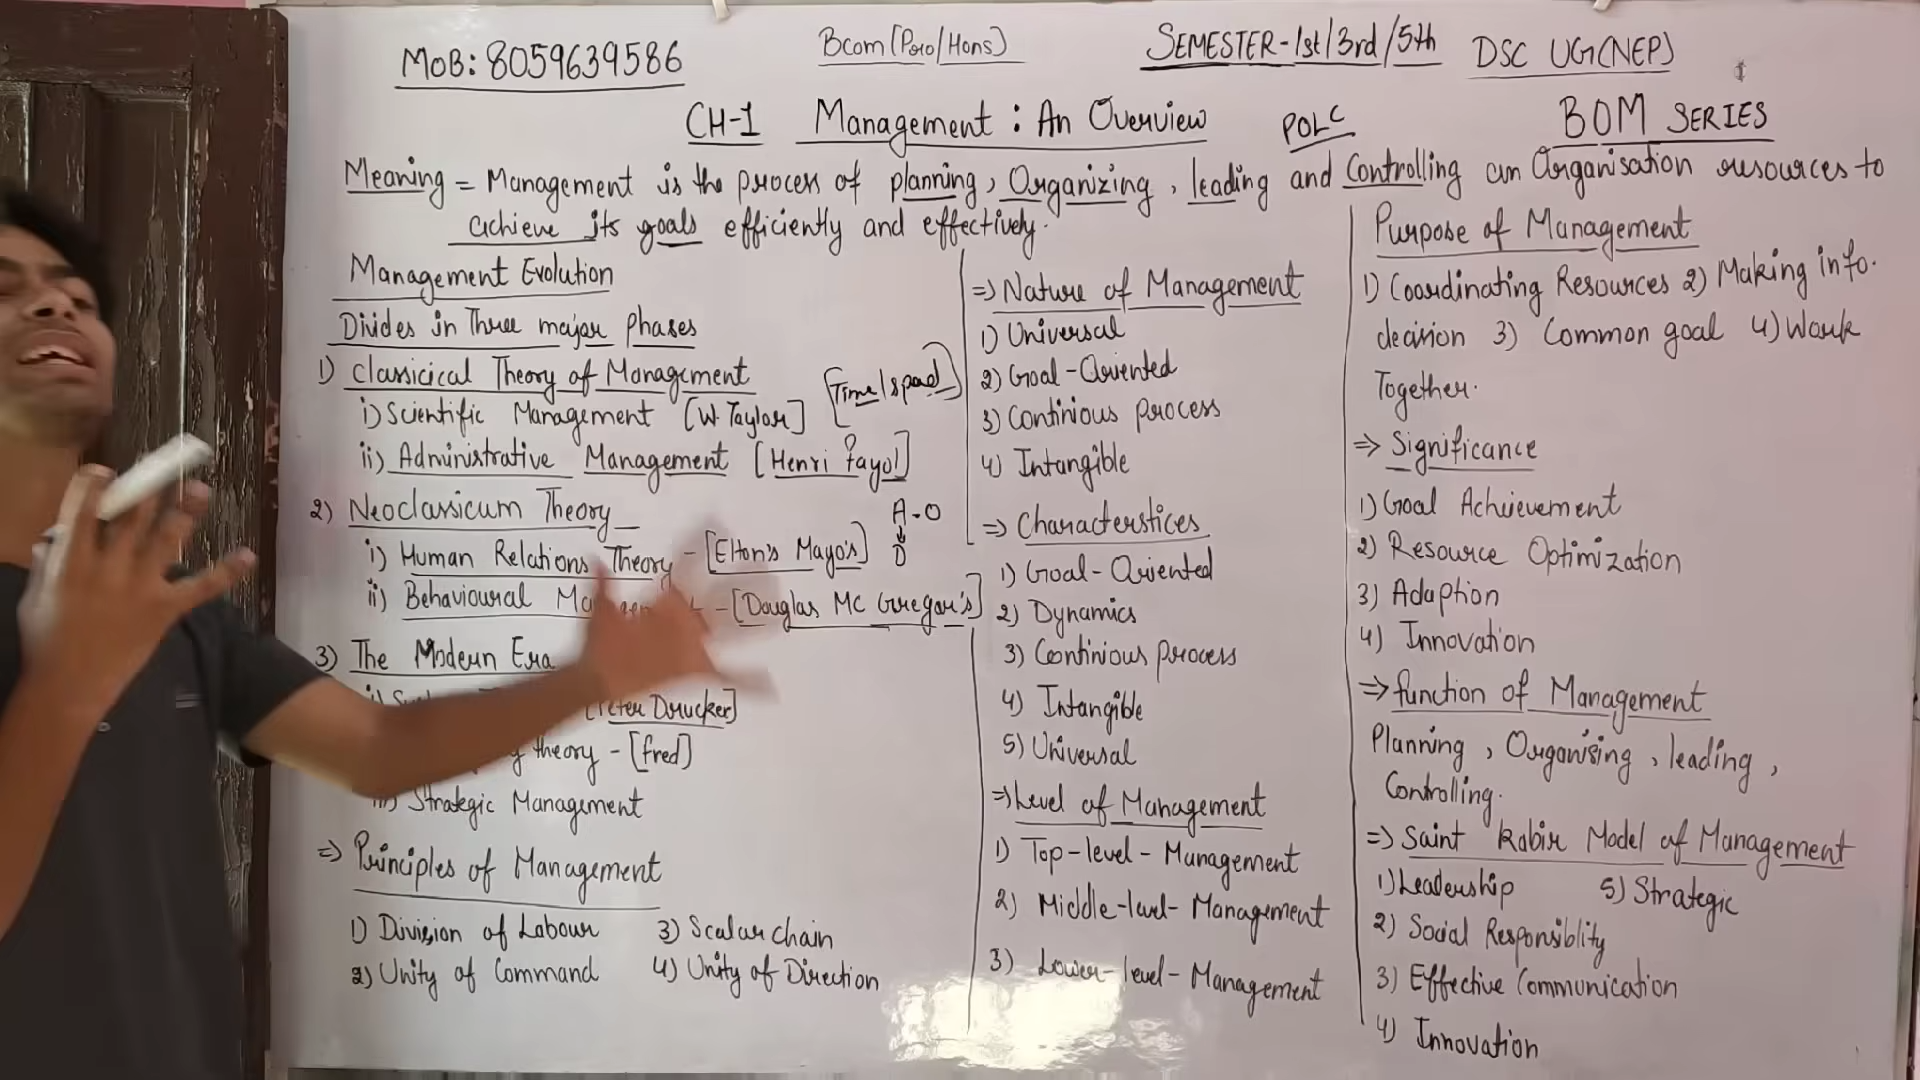 MOB: 8059639586
Bcom(Pro/Hons)
SEMESTER-1st/3rd/5th
DSC UG(NEP)
CH-1 Management: An Overview
POLC
BOM SERIES
Meaning = Management is the process of planning, Organizing, leading and Controlling an Organisation resources to
achieve its goals efficiently and effectively.
Management Evolution
Divides in Three major phases
1) Classicical Theory of Management
i) Scientific Management [W Taylor]
[Time/spead]
ii) Administrative Management [Henri fayol]
2) Neoclassicum Theory
A-O
D
i) Human Relations Theory - [Elton's Mayo's]
ii) Behavioural - [Douglas MC Gregar's]
3) The Modern Era
[Peter Drucker]
theory - [fred]
iii) Strategic Management
=> Principles of Management
1) Division of Labour 3) Scalar chain
2) Unity of Command 4) Unity of Direction
=> Nature of Management
1) Universal
2) Goal-Oriented
3) Continious process
4) Intangible
=> Characterstices
1) Goal-Oriented
2) Dynamics
3) Continious process
4) Intangible
5) Universal
=> Level of Management
1) Top-level-Management
2) Middle-level-Management
3) Lower-level-Management
Purpose of Management
1) Coordinating Resources 2) Making info.
decision 3) Common goal 4) Work
Together.
=> Significance
1) Goal Achievement
2) Resource Optimization
3) Adaption
4) Innovation
=> function of Management
Planning, Organising, leading,
Controlling.
=> Saint Kabir Model of Management
1) Leadership 5) Strategic
2) Social Responsiblity
3) Effective Communication
4) Innovation